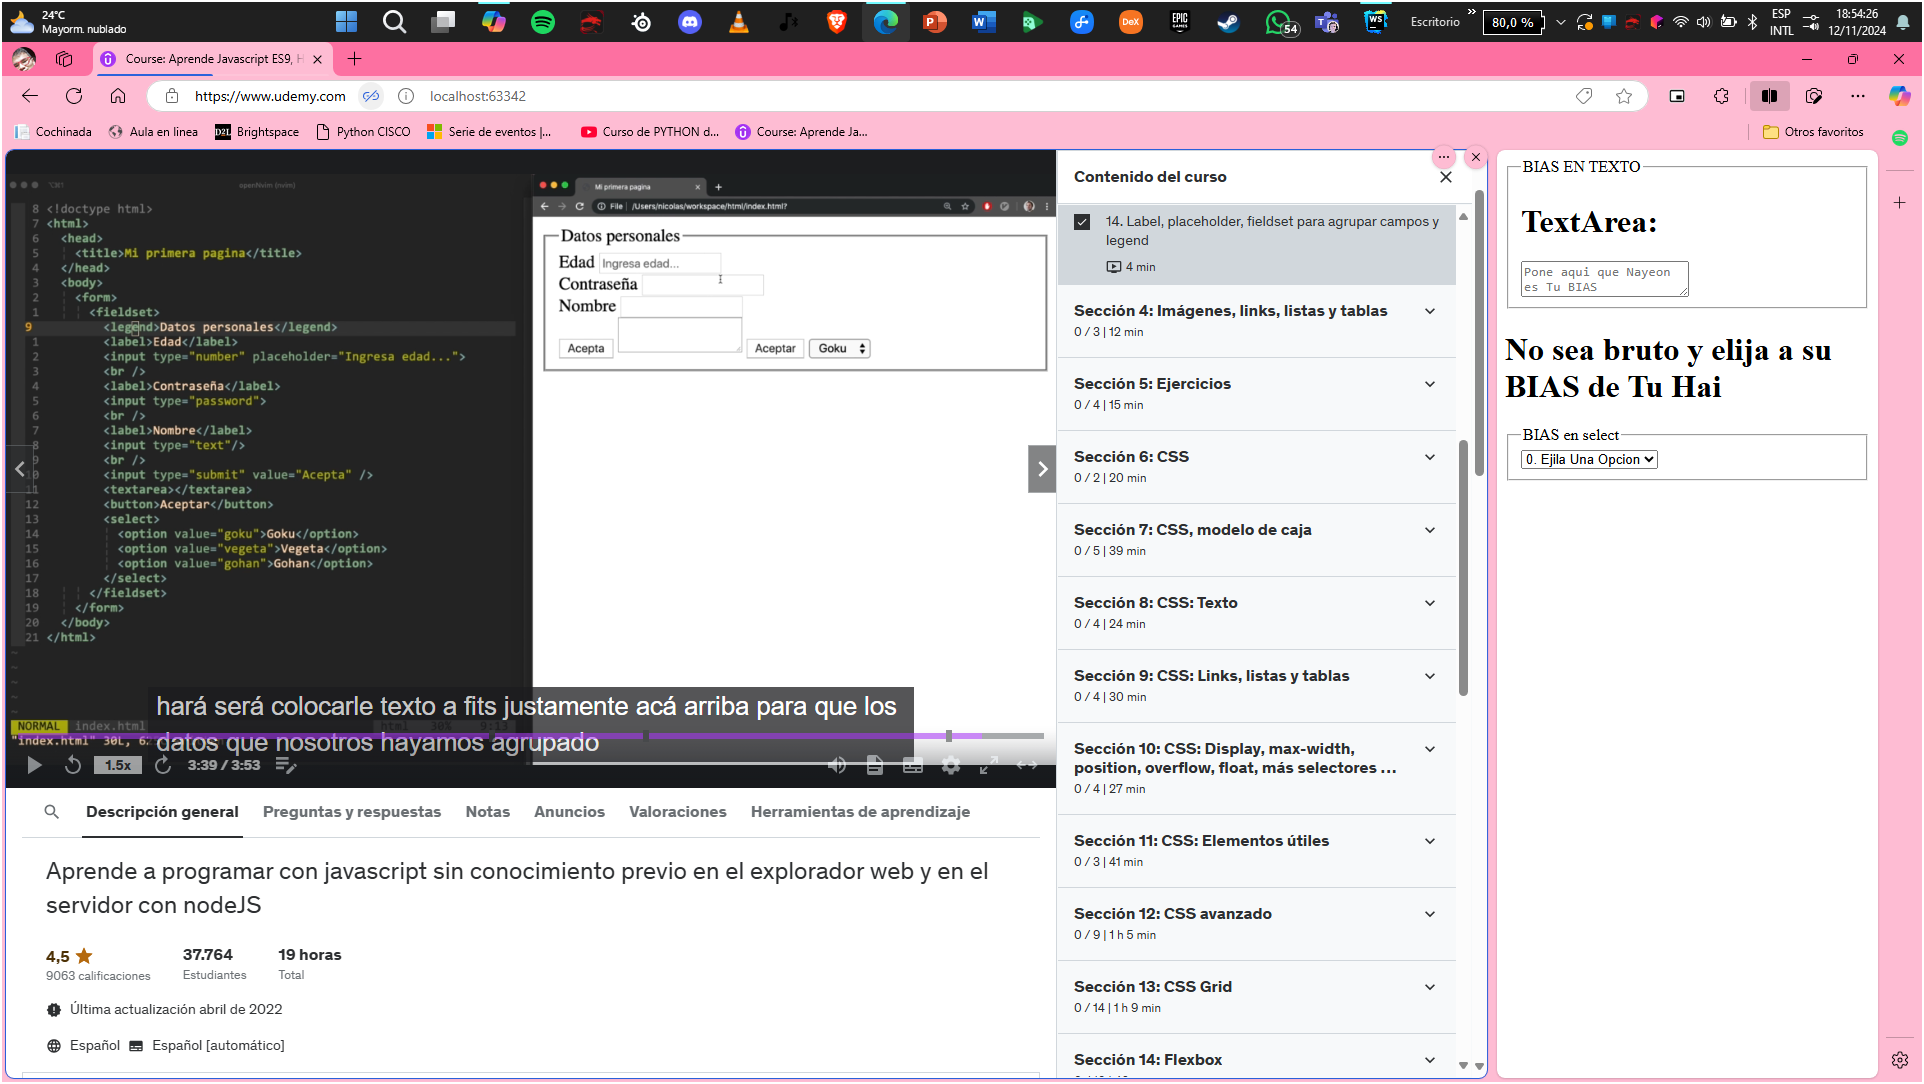 24°C
Mayorm. nublado
Escritorio
80,0 %
54
ESP
INTL
18:54:26
12/11/2024
Course: Aprende Javascript ES9, H
https://www.udemy.com
localhost:63342
Cochinada
Aula en linea
Brightspace
Python CISCO
Serie de eventos |...
Curso de PYTHON d...
Course: Aprende Ja...
Otros favoritos
openNvim (nvim)
8 <!doctype html>
7 <html>
6 <head>
5 <title>Mi primera pagina</title>
4 </head>
3 <body>
2 <form>
1 <fieldset>
9 <legend>Datos personales</legend>
1 <label>Edad</label>
2 <input type="number" placeholder="Ingresa edad...">
3 <br />
4 <label>Contraseña</label>
5 <input type="password">
6 <br />
7 <label>Nombre</label>
8 <input type="text"/>
9 <br />
10 <input type="submit" value="Acepta" />
11 <textarea></textarea>
12 <button>Aceptar</button>
13 <select>
14 <option value="goku">Goku</option>
15 <option value="vegeta">Vegeta</option>
16 <option value="gohan">Gohan</option>
17 </select>
18 </fieldset>
19 </form>
20 </body>
21 </html>
NORMAL index.html
"index.html" 30L,
Mi primera pagina
File | /Users/nicolas/workspace/html/index.html?
Datos personales
Edad Ingresa edad...
Contraseña
Nombre
Acepta
Aceptar
Goku
hará será colocarle texto a fits justamente acá arriba para que los
datos que nosotros hayamos agrupado
1.5x
3:39 / 3:53
Contenido del curso
14. Label, placeholder, fieldset para agrupar campos y
legend
4 min
Sección 4: Imágenes, links, listas y tablas
0 / 3 | 12 min
Sección 5: Ejercicios
0 / 4 | 15 min
Sección 6: CSS
0 / 2 | 20 min
Sección 7: CSS, modelo de caja
0 / 5 | 39 min
Sección 8: CSS: Texto
0 / 4 | 24 min
Sección 9: CSS: Links, listas y tablas
0 / 4 | 30 min
Sección 10: CSS: Display, max-width,
position, overflow, float, más selectores ...
0 / 4 | 27 min
Sección 11: CSS: Elementos útiles
0 / 3 | 41 min
Sección 12: CSS avanzado
0 / 9 | 1 h 5 min
Sección 13: CSS Grid
0 / 14 | 1 h 9 min
Sección 14: Flexbox
BIAS EN TEXTO
TextArea:
Pone aqui que Nayeon
es Tu BIAS
No sea bruto y elija a su
BIAS de Tu Hai
BIAS en select
0. Ejila Una Opcion
Descripción general
Preguntas y respuestas
Notas
Anuncios
Valoraciones
Herramientas de aprendizaje
Aprende a programar con javascript sin conocimiento previo en el explorador web y en el
servidor con nodeJS
4,5
9063 calificaciones
37.764
Estudiantes
19 horas
Total
Última actualización abril de 2022
Español
Español [automático]